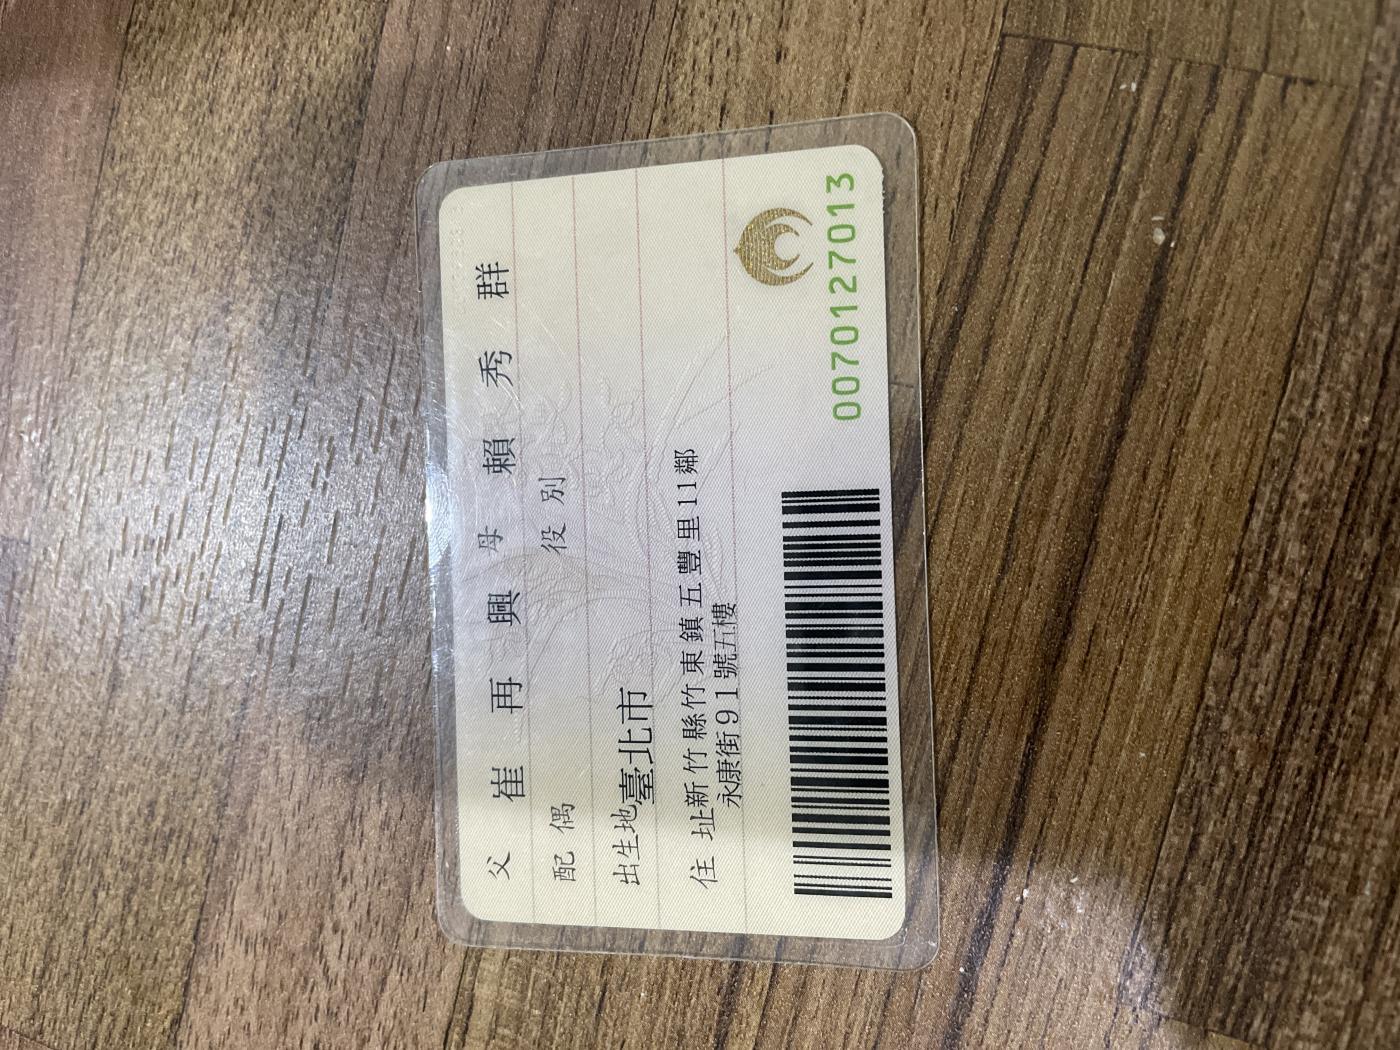 父 崔再興 母 賴秀群
配偶 役別
出生地臺北市
住址新竹縣竹東鎮五豐里11鄰
永康街91號五樓
0070127013